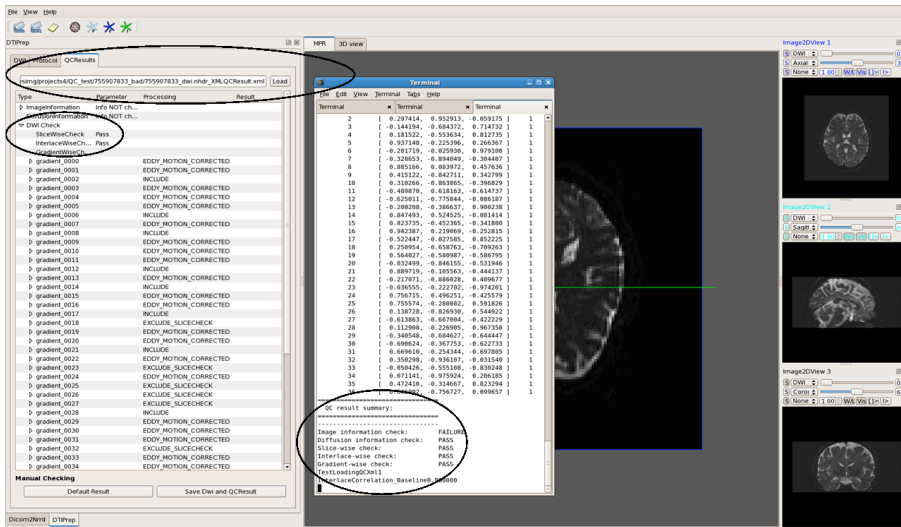 File View Help
DTIPrep
DWI Protocol QCResults
esimg/projects4/QC_test/755907833_bad/755907833_dwi.nhdr_XMLQCResult.xml Load
Type Parameter Processing Result
ImageInformation Info NOT ch...
DiffusionInformation Info NOT ch...
DWI Check
SliceWiseCheck Pass
InterlaceWiseCh... Pass
GradientWiseCh...
gradient_0000 EDDY_MOTION_CORRECTED
gradient_0001 EDDY_MOTION_CORRECTED
gradient_0002 INCLUDE
gradient_0003 EDDY_MOTION_CORRECTED
gradient_0004 EDDY_MOTION_CORRECTED
gradient_0005 EDDY_MOTION_CORRECTED
gradient_0006 INCLUDE
gradient_0007 EDDY_MOTION_CORRECTED
gradient_0008 INCLUDE
gradient_0009 EDDY_MOTION_CORRECTED
gradient_0010 EDDY_MOTION_CORRECTED
gradient_0011 EDDY_MOTION_CORRECTED
gradient_0012 INCLUDE
gradient_0013 EDDY_MOTION_CORRECTED
gradient_0014 INCLUDE
gradient_0015 EDDY_MOTION_CORRECTED
gradient_0016 EDDY_MOTION_CORRECTED
gradient_0017 INCLUDE
gradient_0018 EXCLUDE_SLICECHECK
gradient_0019 EDDY_MOTION_CORRECTED
gradient_0020 EDDY_MOTION_CORRECTED
gradient_0021 INCLUDE
gradient_0022 EDDY_MOTION_CORRECTED
gradient_0023 EXCLUDE_SLICECHECK
gradient_0024 EDDY_MOTION_CORRECTED
gradient_0025 EXCLUDE_SLICECHECK
gradient_0026 EXCLUDE_SLICECHECK
gradient_0027 EXCLUDE_SLICECHECK
gradient_0028 INCLUDE
gradient_0029 EDDY_MOTION_CORRECTED
gradient_0030 EDDY_MOTION_CORRECTED
gradient_0031 EDDY_MOTION_CORRECTED
gradient_0032 EXCLUDE_SLICECHECK
gradient_0033 EDDY_MOTION_CORRECTED
gradient_0034 EDDY_MOTION_CORRECTED
Manual Checking
Default Result Save Dwi and QCResult
Dicom2Nrrd DTIPrep
MPR 3D view
Terminal
File Edit View Terminal Tabs Help
Terminal Terminal Terminal
2 [ 0.297414, 0.952913, -0.059175 ] 1
3 [ -0.144194, -0.684372, 0.714732 ] 1
4 [ 0.181522, -0.553634, 0.812735 ] 1
5 [ 0.937148, -0.225396, 0.266367 ] 1
6 [ -0.201719, -0.025930, 0.979100 ] 1
7 [ -0.328653, -0.894049, -0.304407 ] 1
8 [ 0.885166, 0.083972, 0.457636 ] 1
9 [ 0.415122, -0.842711, 0.342799 ] 1
10 [ 0.310266, -0.863865, -0.396829 ] 1
11 [ -0.489870, 0.618163, -0.614737 ] 1
12 [ -0.625011, -0.775844, -0.086187 ] 1
13 [ -0.200208, -0.386637, 0.900238 ] 1
14 [ 0.847493, 0.524525, -0.081414 ] 1
15 [ 0.823735, -0.452365, -0.341800 ] 1
16 [ 0.942387, 0.219069, -0.252815 ] 1
17 [ -0.522447, -0.027585, 0.852225 ] 1
18 [ 0.250954, -0.658763, -0.709263 ] 1
19 [ 0.564027, -0.580987, -0.586795 ] 1
20 [ -0.032499, -0.846155, -0.531946 ] 1
21 [ 0.889719, -0.105563, -0.444137 ] 1
22 [ -0.217071, -0.886028, 0.409677 ] 1
23 [ -0.036555, -0.222702, -0.974201 ] 1
24 [ 0.756715, 0.496251, -0.425579 ] 1
25 [ 0.755574, -0.280802, 0.591826 ] 1
26 [ 0.138728, -0.826930, 0.544922 ] 1
27 [ -0.613863, -0.667004, -0.422229 ] 1
28 [ 0.112908, -0.226905, 0.967350 ] 1
29 [ -0.340548, -0.684627, -0.644447 ] 1
30 [ -0.690624, -0.367753, -0.622733 ] 1
31 [ 0.669610, -0.254344, -0.697805 ] 1
32 [ 0.350298, -0.936107, -0.031540 ] 1
33 [ -0.050426, -0.555108, -0.830248 ] 1
34 [ 0.071141, -0.975924, 0.206185 ] 1
35 [ 0.472410, -0.314667, 0.823294 ] 1
-0.756727, 0.099657 ] 1
================================
QC result summary:
================================
--------------------------------
Image information check: FAILURE
Diffusion information check: PASS
Slice-wise check: PASS
Interlace-wise check: PASS
Gradient-wise check: PASS
TestLoadingQCXml1
InterlaceCorrelation_Baseline0.000000
Image2DView 1
S DWI
S Axial
S None 1.00 W/L Vis
Image2DView 2
DWI
Sagitt
None
Image2DView 3
S DWI
S Coroi
S None 1.00 W/L Vis